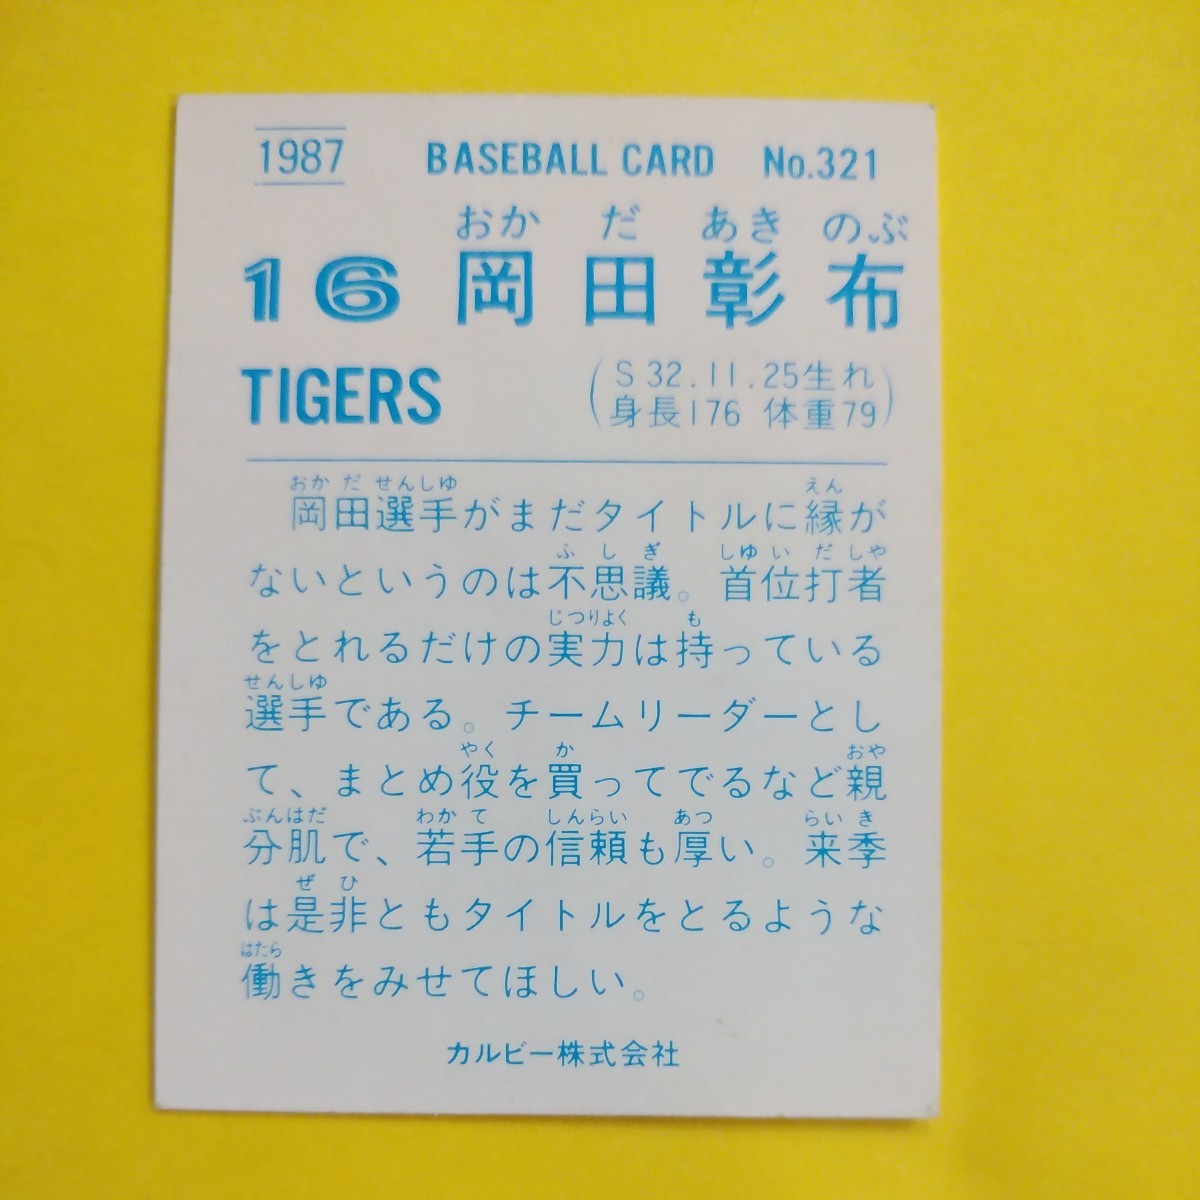 1987 BASEBALL CARD No.321
おかだあきのぶ
16 岡田彰布
TIGERS
(S32.11.25生れ
身長176 体重79)
おかだせんしゆ えん
岡田選手がまだタイトルに縁が
ふしぎ しゆいだしや
ないというのは不思議。首位打者
じつりよく も
をとれるだけの実力は持っている
せんしゆ
選手である。チームリーダーとし
やく か おや
て、まとめ役を買ってでるなど親
ぶんはだ わかて しんらい あつ らいき
分肌で、若手の信頼も厚い。来季
ぜひ
は是非ともタイトルをとるような
はたら
働きをみせてほしい。
カルビー株式会社